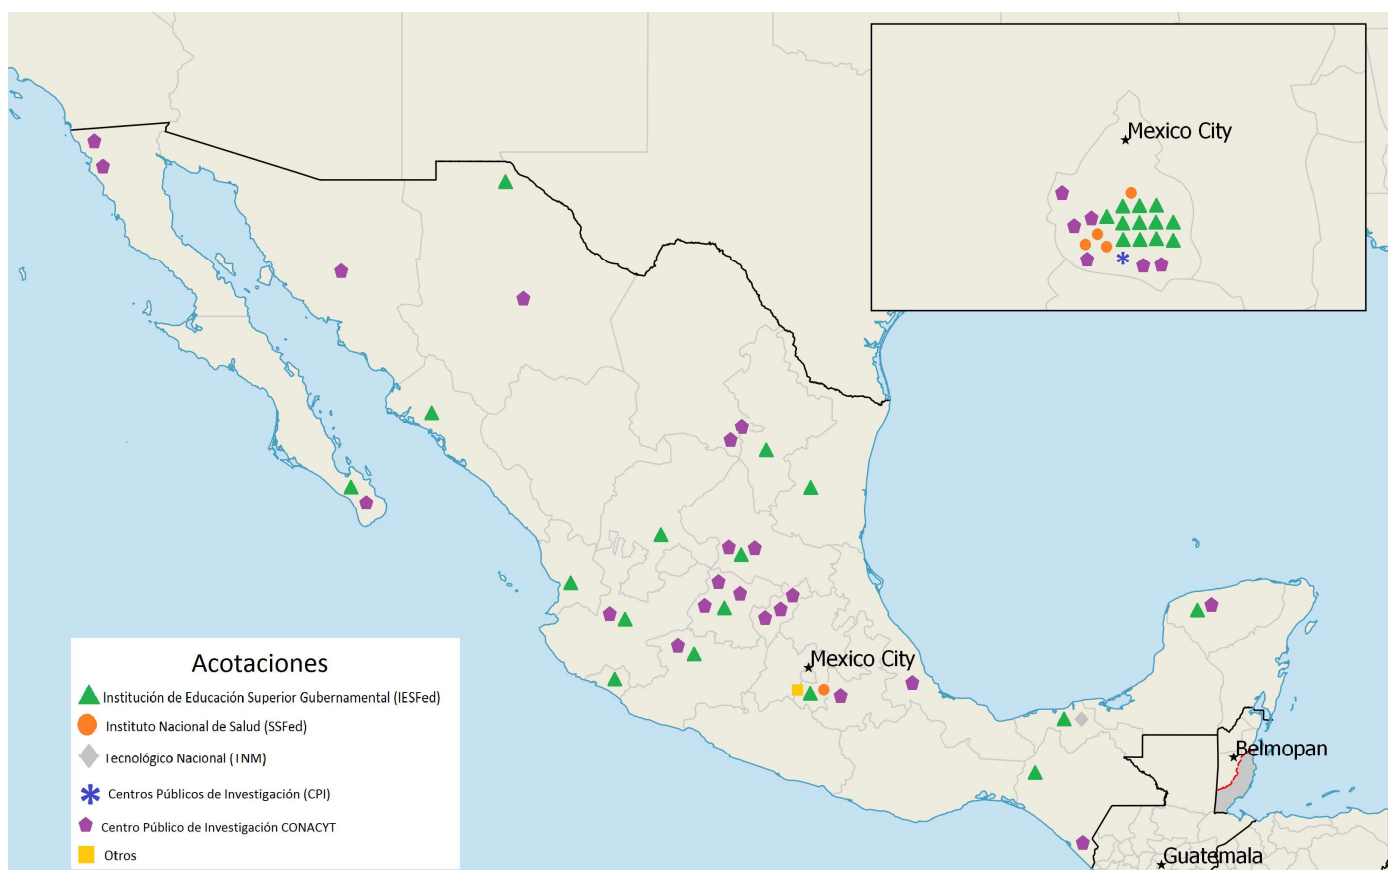 Mexico City
Mexico City
Belmopan
Guatemala
Acotaciones
Institución de Educación Superior Gubernamental (IESFed)
Instituto Nacional de Salud (SSFed)
Tecnológico Nacional (TNM)
Centros Públicos de Investigación (CPI)
Centro Público de Investigación CONACYT
Otros